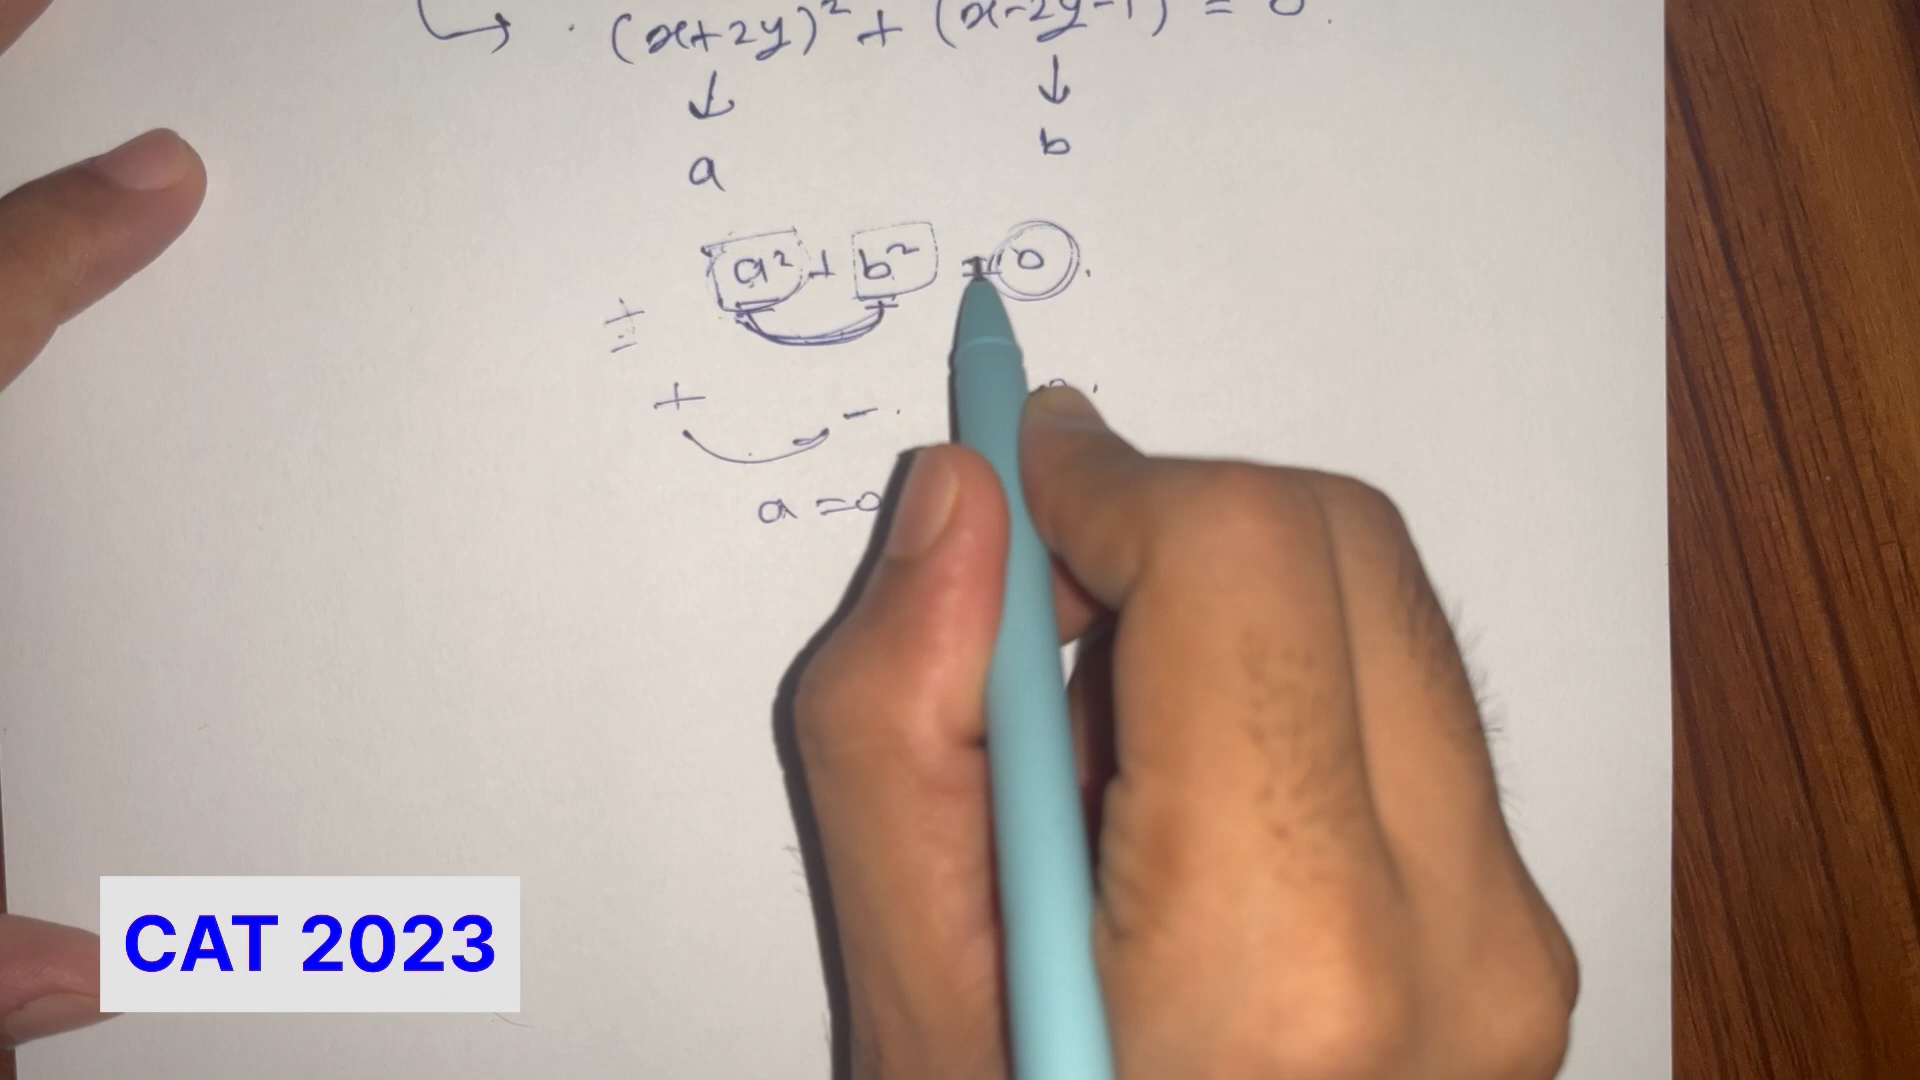 (x+2y)² + (x-2y-1) = 0.
a b
a² + b² = 0.
±
+ - .
a = 0
CAT 2023